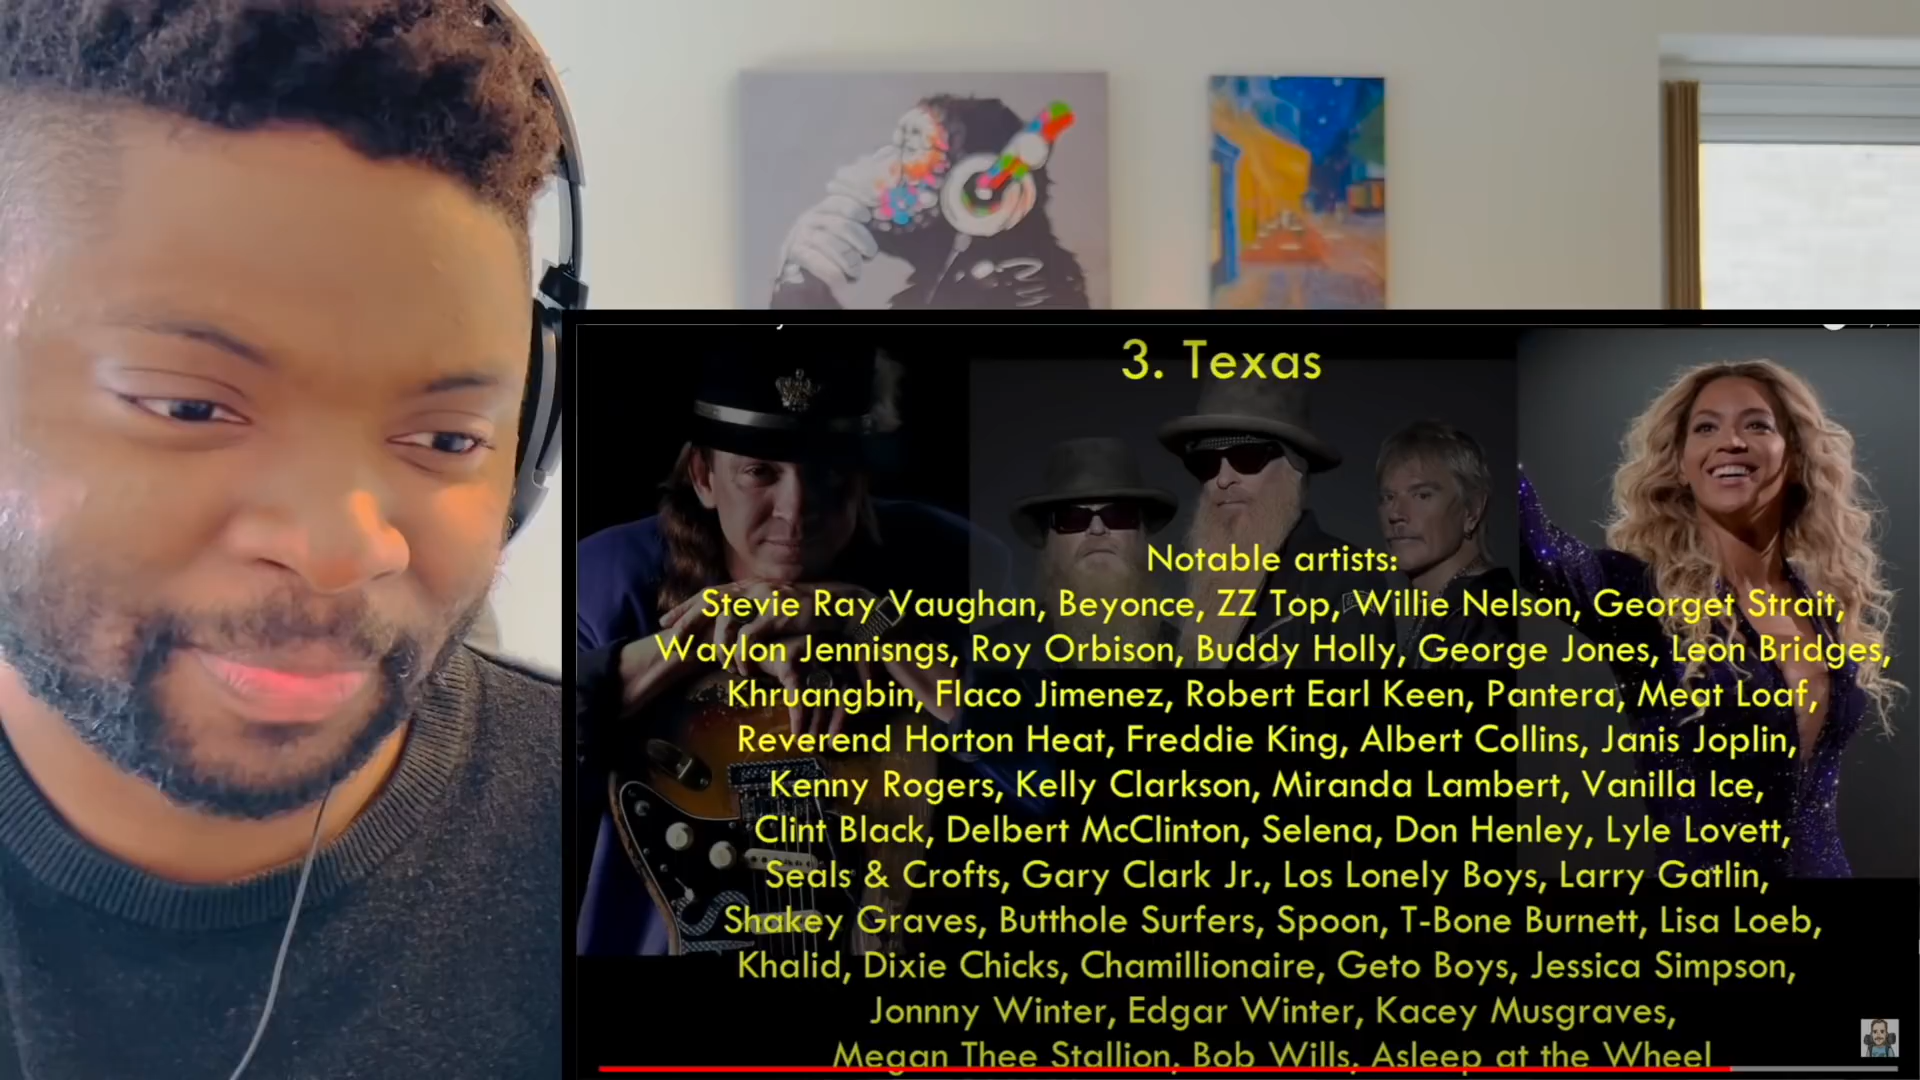 3. Texas
Notable artists:
Stevie Ray Vaughan, Beyonce, ZZ Top, Willie Nelson, Georget Strait,
Waylon Jennisngs, Roy Orbison, Buddy Holly, George Jones, Leon Bridges,
Khruangbin, Flaco Jimenez, Robert Earl Keen, Pantera, Meat Loaf,
Reverend Horton Heat, Freddie King, Albert Collins, Janis Joplin,
Kenny Rogers, Kelly Clarkson, Miranda Lambert, Vanilla Ice,
Clint Black, Delbert McClinton, Selena, Don Henley, Lyle Lovett,
Seals & Crofts, Gary Clark Jr., Los Lonely Boys, Larry Gatlin,
Shakey Graves, Butthole Surfers, Spoon, T-Bone Burnett, Lisa Loeb,
Khalid, Dixie Chicks, Chamillionaire, Geto Boys, Jessica Simpson,
Jonnny Winter, Edgar Winter, Kacey Musgraves,
Megan Thee Stallion, Bob Wills, Asleep at the Wheel